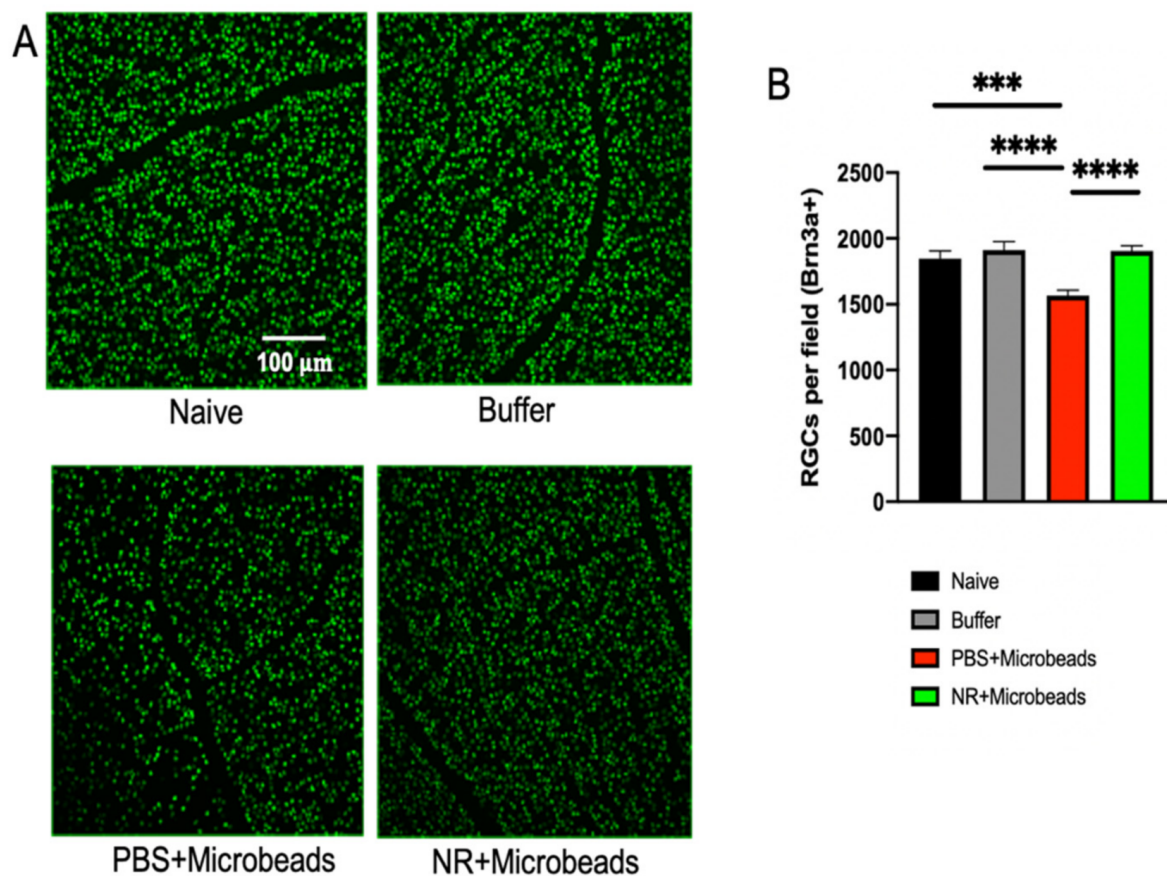 A
Naive
Buffer
100 μm
PBS+Microbeads
NR+Microbeads
B
***
****
****
RGCs per field (Brn3a+)
2500
2000
1500
1000
500
0
Naive
Buffer
PBS+Microbeads
NR+Microbeads